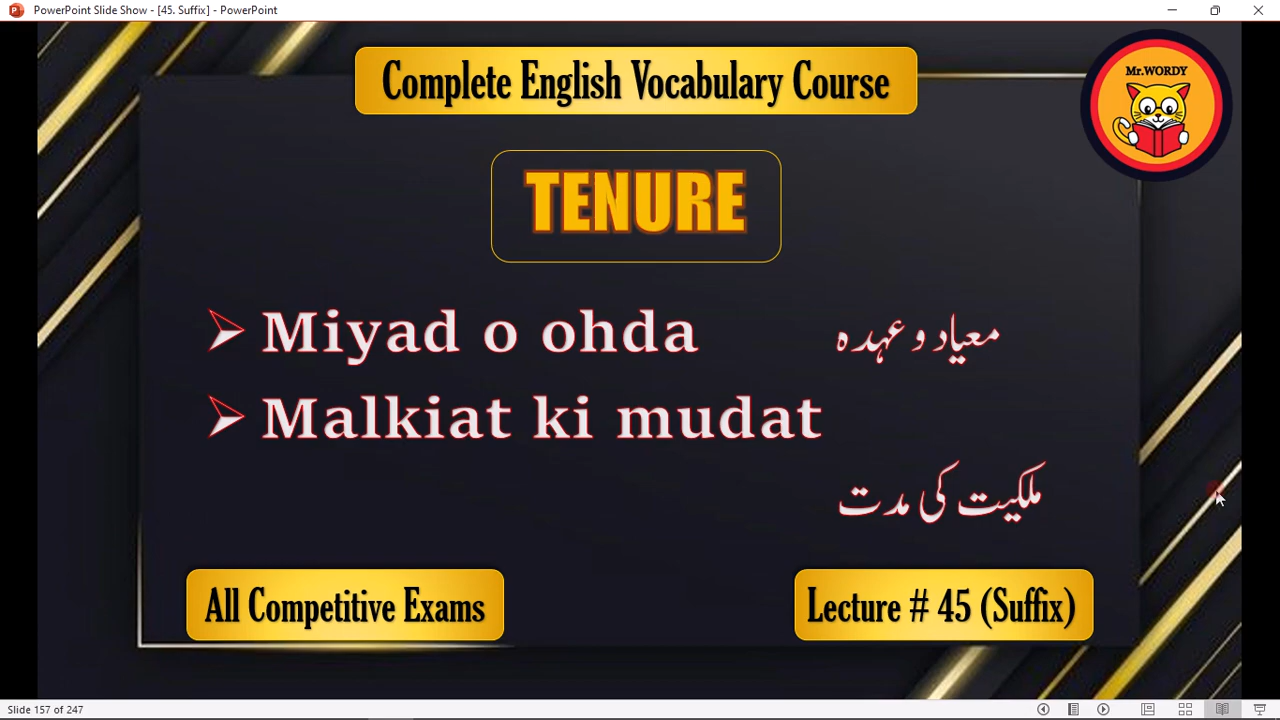 PowerPoint Slide Show - [45. Suffix] - PowerPoint
Complete English Vocabulary Course
Mr.WORDY
TENURE
Miyad o ohda معیاد و عہدہ
Malkiat ki mudat
ملکیت کی مدت
All Competitive Exams Lecture # 45 (Suffix)
Slide 157 of 247